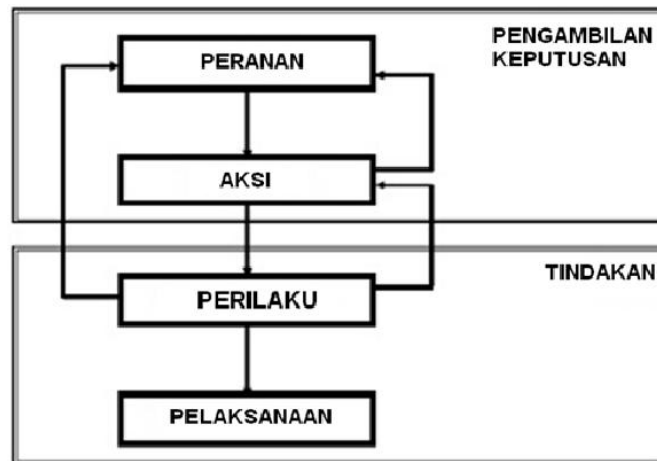 PENGAMBILAN
KEPUTUSAN
PERANAN
AKSI
TINDAKAN
PERILAKU
PELAKSANAAN